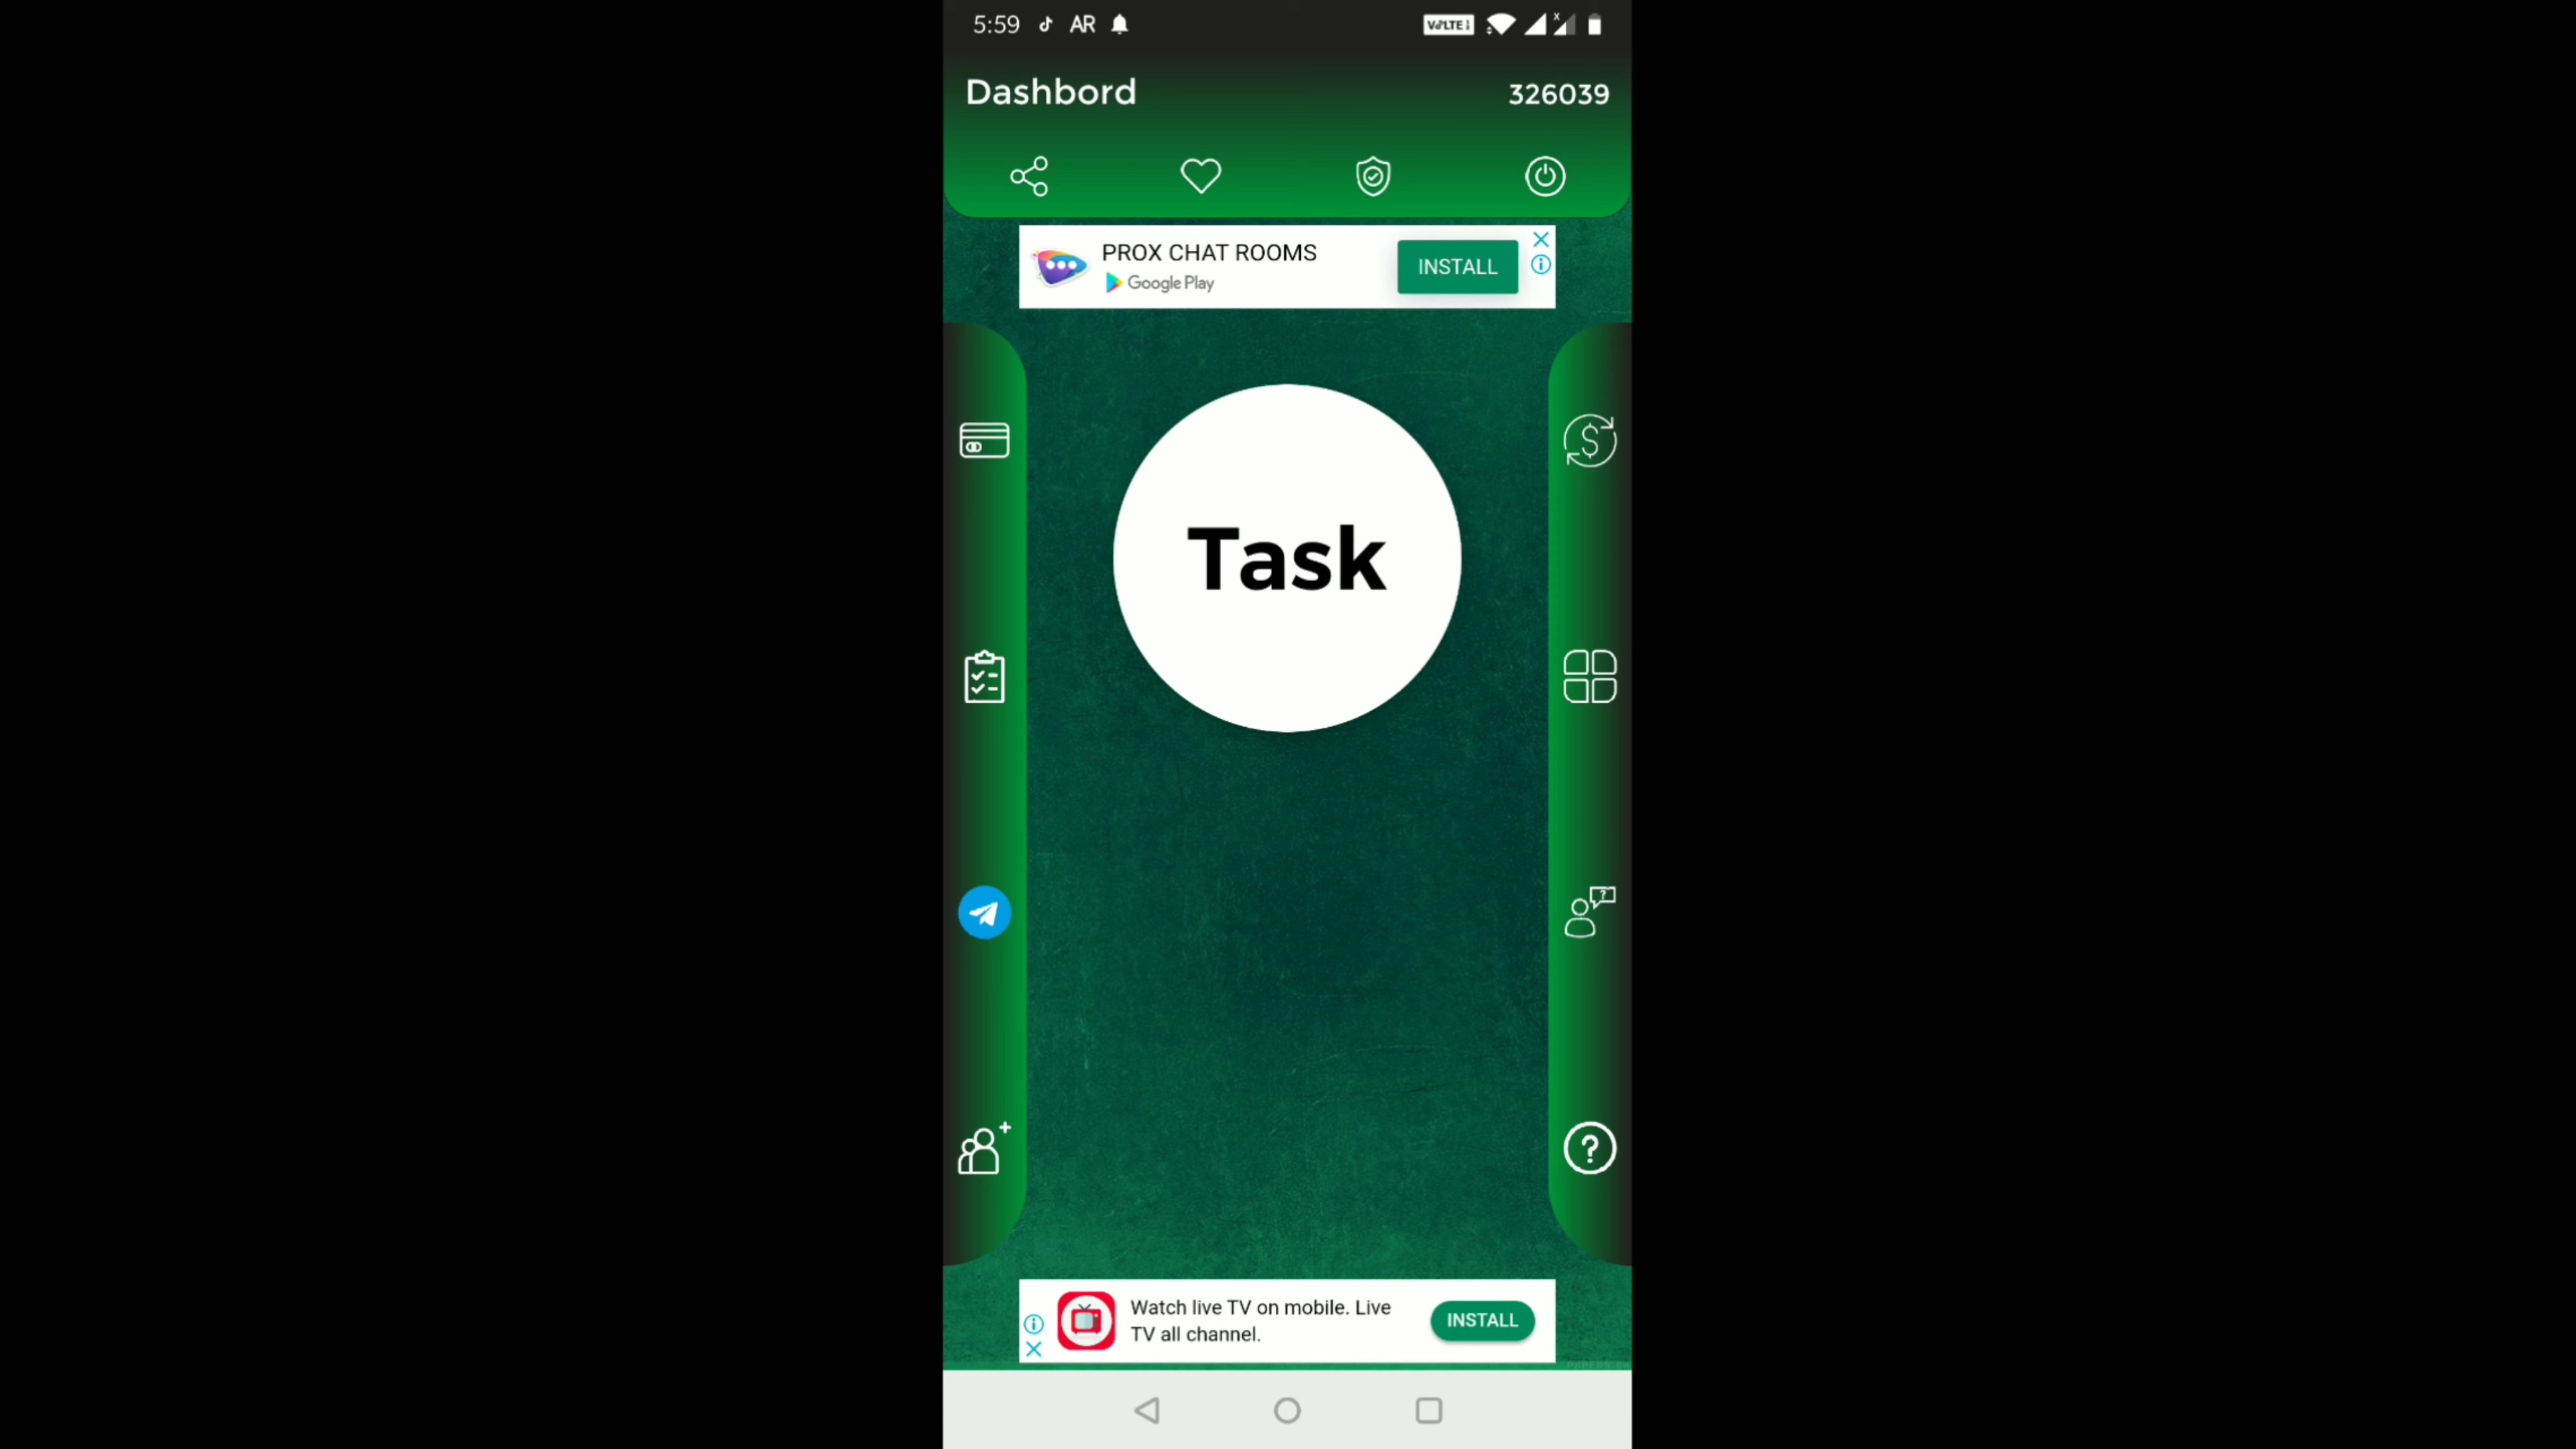 5:59 AR VoLTE
Dashbord 326039
PROX CHAT ROOMS
Google Play
INSTALL
Task
Watch live TV on mobile. Live
TV all channel.
INSTALL